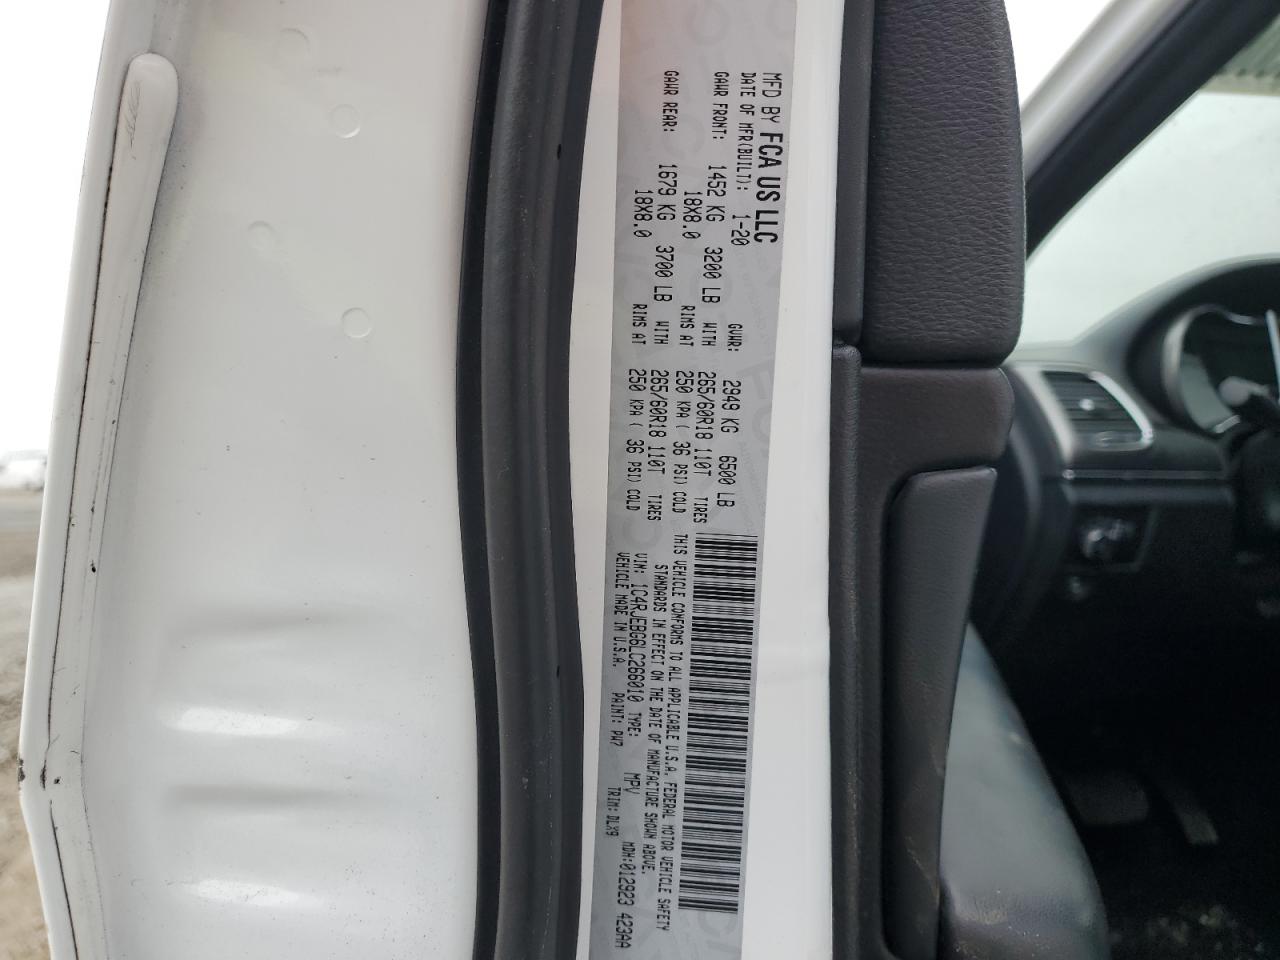 MFD BY FCA US LLC
DATE OF MFR(BUILT): 1-20 GVWR: 2949 KG 6500 LB
GAWR FRONT: 1452 KG 3200 LB WITH 265/60R18 110T TIRES
18X8.0 RIMS AT 250 KPA ( 36 PSI) COLD
GAWR REAR: 1679 KG 3700 LB WITH 265/60R18 110T TIRES
18X8.0 RIMS AT 250 KPA ( 36 PSI) COLD
THIS VEHICLE CONFORMS TO ALL APPLICABLE U.S.A. FEDERAL MOTOR VEHICLE SAFETY
STANDARDS IN EFFECT ON THE DATE OF MANUFACTURE SHOWN ABOVE.
VIN: 1C4RJEBG6LC266010 TYPE: MPV MDH:012923 423AA
VEHICLE MADE IN U.S.A. PAINT: PW7 TRIM: DLX9